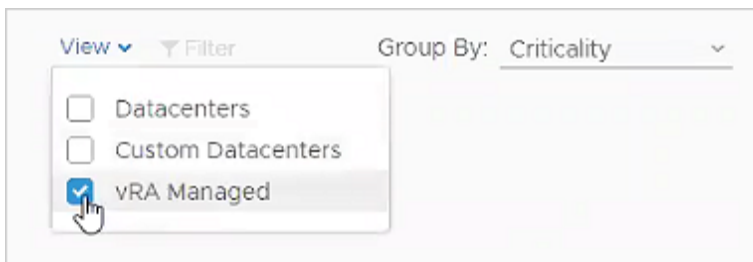 View Filter Group By: Criticality
Datacenters
Custom Datacenters
vRA Managed